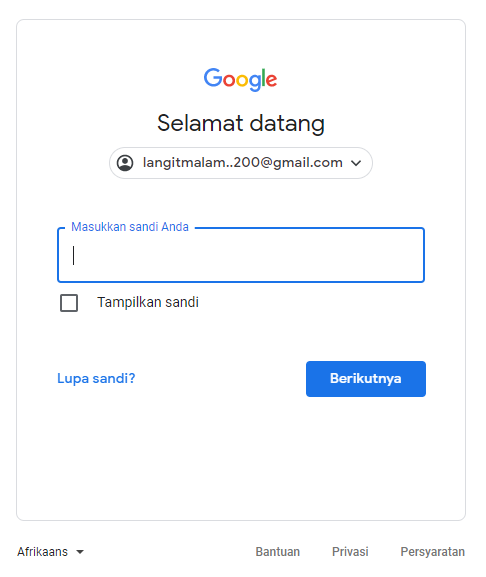 Google
Selamat datang
langitmalam..200@gmail.com
Masukkan sandi Anda
Tampilkan sandi
Lupa sandi?
Berikutnya
Afrikaans
Bantuan
Privasi
Persyaratan